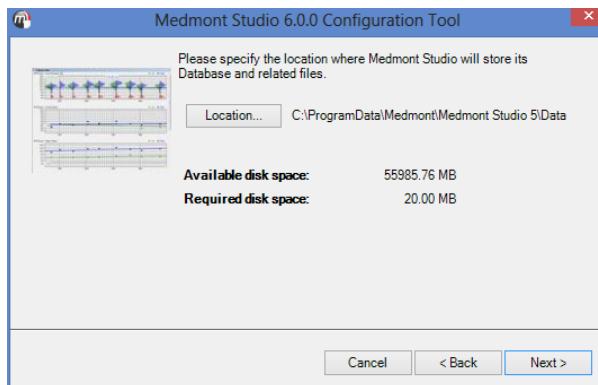 Medmont Studio 6.0.0 Configuration Tool
Please specify the location where Medmont Studio will store its
Database and related files.
Location... C:\ProgramData\Medmont\Medmont Studio 5\Data
Available disk space: 55985.76 MB
Required disk space: 20.00 MB
Cancel < Back Next >